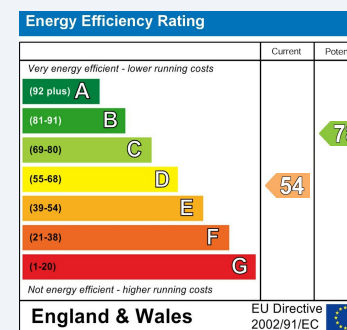 Energy Efficiency Rating
Current
Very energy efficient - lower running costs
(92 plus) A
(81-91) B
(69-80) C
(55-68) D
54
(39-54) E
(21-38) F
(1-20) G
Not energy efficient - higher running costs
England & Wales
EU Directive
2002/91/EC